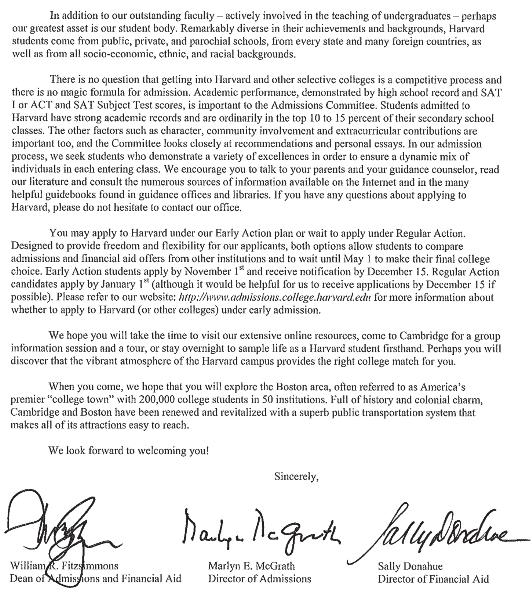 In addition to our outstanding faculty – actively involved in the teaching of undergraduates – perhaps
our greatest asset is our student body. Remarkably diverse in their achievements and backgrounds, Harvard
students come from public, private, and parochial schools, from every state and many foreign countries, as
well as from all socio-economic, ethnic, and racial backgrounds.
There is no question that getting into Harvard and other selective colleges is a competitive process and
there is no magic formula for admission. Academic performance, demonstrated by high school record and SAT
I or ACT and SAT Subject Test scores, is important to the Admissions Committee. Students admitted to
Harvard have strong academic records and are ordinarily in the top 10 to 15 percent of their secondary school
classes. The other factors such as character, community involvement and extracurricular contributions are
important too, and the Committee looks closely at recommendations and personal essays. In our admission
process, we seek students who demonstrate a variety of excellences in order to ensure a dynamic mix of
individuals in each entering class. We encourage you to talk to your parents and your guidance counselor, read
our literature and consult the numerous sources of information available on the Internet and in the many
helpful guidebooks found in guidance offices and libraries. If you have any questions about applying to
Harvard, please do not hesitate to contact our office.
You may apply to Harvard under our Early Action plan or wait to apply under Regular Action.
Designed to provide freedom and flexibility for our applicants, both options allow students to compare
admissions and financial aid offers from other institutions and to wait until May 1 to make their final college
choice. Early Action students apply by November 1st and receive notification by December 15. Regular Action
candidates apply by January 1st (although it would be helpful for us to receive applications by December 15 if
possible). Please refer to our website: http://www.admissions.college.harvard.edu for more information about
whether to apply to Harvard (or other colleges) under early admission.
We hope you will take the time to visit our extensive online resources, come to Cambridge for a group
information session and a tour, or stay overnight to sample life as a Harvard student firsthand. Perhaps you will
discover that the vibrant atmosphere of the Harvard campus provides the right college match for you.
When you come, we hope that you will explore the Boston area, often referred to as America's
premier "college town" with 200,000 college students in 50 institutions. Full of history and colonial charm,
Cambridge and Boston have been renewed and revitalized with a superb public transportation system that
makes all of its attractions easy to reach.
We look forward to welcoming you!
Sincerely,
Marlyn McGrath
Sally Donahue
William R. Fitzsimmons
Dean of Admissions and Financial Aid
Marlyn E. McGrath
Director of Admissions
Sally Donahue
Director of Financial Aid